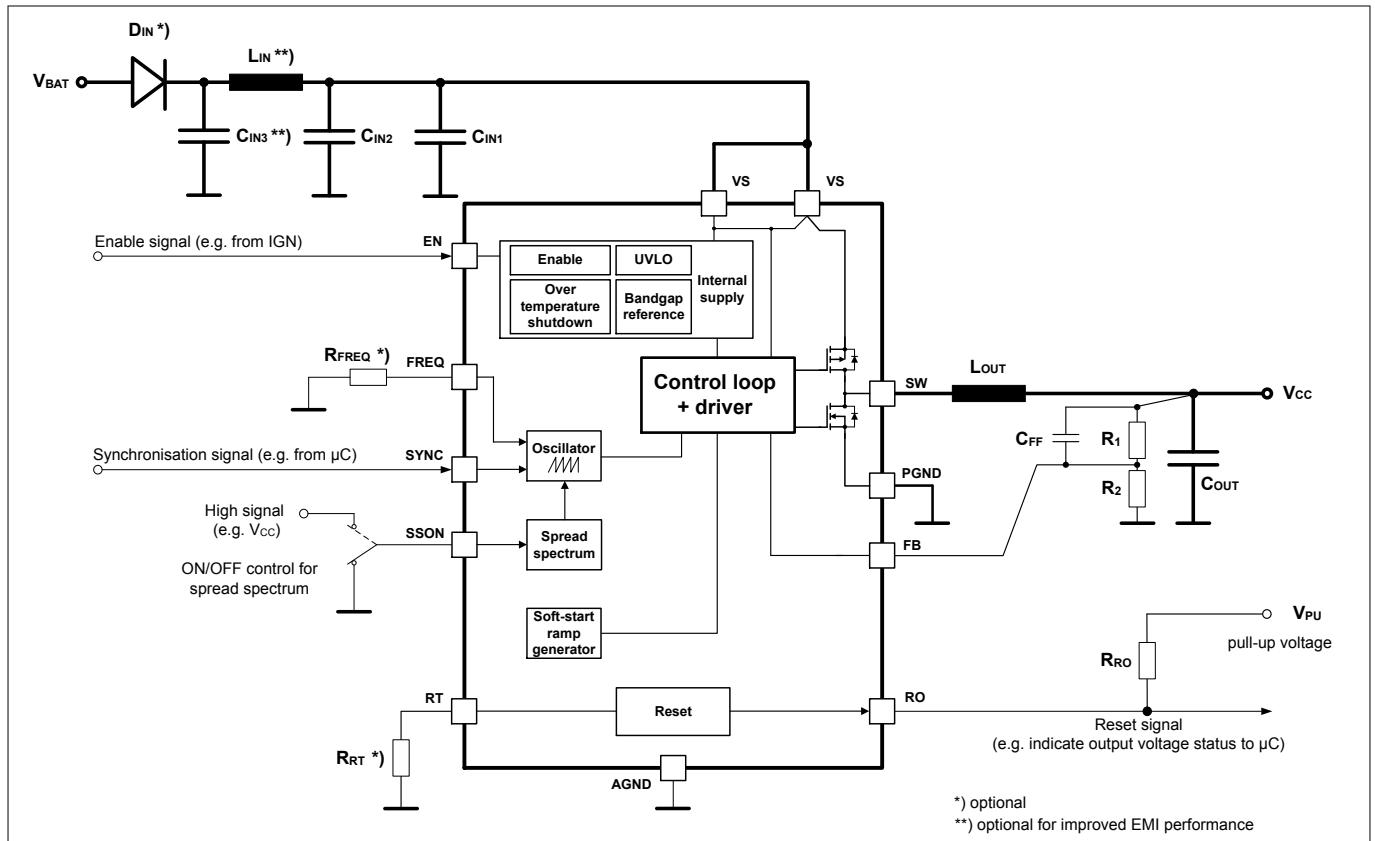 DIN *)
LIN **)
VBAT
CIN3 **)
CIN2
CIN1
VS
VS
Enable signal (e.g. from IGN)
EN
Enable
UVLO
Internal
supply
Over
temperature
shutdown
Bandgap
reference
RFREQ *)
FREQ
Control loop
+ driver
SW
LOUT
VCC
CFF
R1
R2
COUT
Oscillator
Synchronisation signal (e.g. from µC)
SYNC
PGND
High signal
(e.g. VCC)
SSON
Spread
spectrum
FB
ON/OFF control for
spread spectrum
Soft-start
ramp
generator
VPU
pull-up voltage
RRO
RT
Reset
RO
Reset signal
(e.g. indicate output voltage status to µC)
RRT *)
AGND
*) optional
**) optional for improved EMI performance